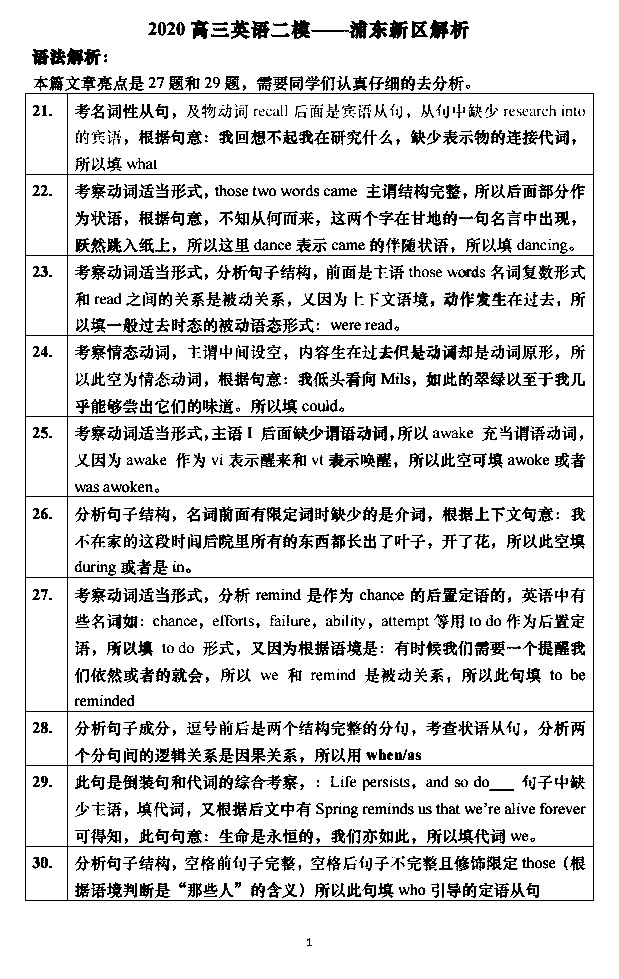 2020 高三英语二模——浦东新区解析
语法解析：
本篇文章亮点是 27 题和 29 题，需要同学们认真仔细的去分析。
21. 考名词性从句，及物动词 recall 后面是宾语从句，从句中缺少 research into
的宾语，根据句意：我回想不起我在研究什么，缺少表示物的连接代词，
所以填 what
22. 考察动词适当形式，those two words came 主谓结构完整，所以后面部分作
为状语，根据句意，不知从何而来，这两个字在甘地的一句名言中出现，
跃然跳入纸上，所以这里 dance 表示 came 的伴随状语，所以填 dancing。
23. 考察动词适当形式，分析句子结构，前面是主语 those words 名词复数形式
和 read 之间的关系是被动关系，又因为上下文语境，动作发生在过去，所
以填一般过去时态的被动语态形式：were read。
24. 考察情态动词，主谓中间设空，内容生在过去但是动词却是动词原形，所
以此空为情态动词，根据句意：我低头看向 Mils，如此的翠绿以至于我几
乎能够尝出它们的味道。所以填 could。
25. 考察动词适当形式，主语 I 后面缺少谓语动词，所以 awake 充当谓语动词，
又因为 awake 作为 vi 表示醒来和 vt 表示唤醒，所以此空可填 awoke 或者
was awoken。
26. 分析句子结构，名词前面有限定词时缺少的是介词，根据上下文句意：我
不在家的这段时间后院里所有的东西都长出了叶子，开了花，所以此空填
during 或者是 in。
27. 考察动词适当形式，分析 remind 是作为 chance 的后置定语的，英语中有
些名词如：chance，efforts，failure，ability，attempt 等用 to do 作为后置定
语，所以填 to do 形式，又因为根据语境是：有时候我们需要一个提醒我
们依然或者的就会，所以 we 和 remind 是被动关系，所以此句填 to be
reminded
28. 分析句子成分，逗号前后是两个结构完整的分句，考查状语从句，分析两
个分句间的逻辑关系是因果关系，所以用 when/as
29. 此句是倒装句和代词的综合考察，：Life persists，and so do___ 句子中缺
少主语，填代词，又根据后文中有 Spring reminds us that we’re alive forever
可得知，此句句意：生命是永恒的，我们亦如此，所以填代词 we。
30. 分析句子结构，空格前句子完整，空格后句子不完整且修饰限定 those（根
据语境判断是“那些人”的含义）所以此句填 who 引导的定语从句
1